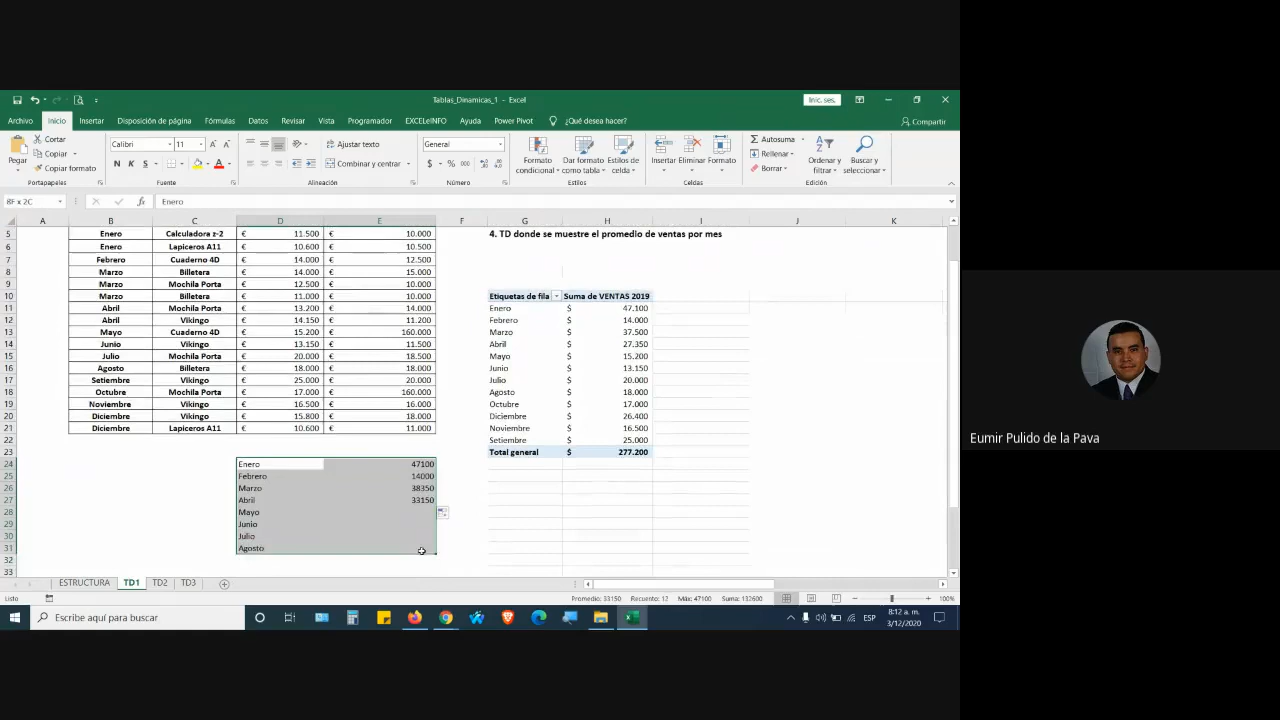 Tablas_Dinamicas_1 - Excel
Inic. ses.
Archivo Inicio Insertar Disposición de página Fórmulas Datos Revisar Vista Programador EXCELeINFO Ayuda Power Pivot ¿Qué desea hacer? Compartir
Pegar
Cortar
Copiar
Copiar formato
Portapapeles
Calibri 11
N K S
Fuente
Ajustar texto
Combinar y centrar
Alineación
General
$ % 000
Número
Formato condicional
Dar formato como tabla
Estilos de celda
Estilos
Insertar Eliminar Formato
Celdas
Autosuma
Rellenar
Borrar
Ordenar y filtrar
Buscar y seleccionar
Edición
8F x 2C fx Enero
A B C D E F G H I J K
5 Enero Calculadora z-2 € 11.500 € 10.000 4. TD donde se muestre el promedio de ventas por mes
6 Enero Lapiceros A11 € 10.600 € 10.500
7 Febrero Cuaderno 4D € 14.000 € 12.500
8 Marzo Billetera € 14.000 € 15.000
9 Marzo Mochila Porta € 12.500 € 10.000
10 Marzo Billetera € 11.000 € 10.000 Etiquetas de fila Suma de VENTAS 2019
11 Abril Mochila Porta € 13.200 € 14.000 Enero $ 47.100
12 Abril Vikingo € 14.150 € 11.200 Febrero $ 14.000
13 Mayo Cuaderno 4D € 15.200 € 160.000 Marzo $ 37.500
14 Junio Vikingo € 13.150 € 11.500 Abril $ 27.350
15 Julio Mochila Porta € 20.000 € 18.500 Mayo $ 15.200
16 Agosto Billetera € 18.000 € 18.000 Junio $ 13.150
17 Setiembre Vikingo € 25.000 € 20.000 Julio $ 20.000
18 Octubre Mochila Porta € 17.000 € 160.000 Agosto $ 18.000
19 Noviembre Vikingo € 16.500 € 16.000 Octubre $ 17.000
20 Diciembre Vikingo € 15.800 € 18.000 Diciembre $ 26.400
21 Diciembre Lapiceros A11 € 10.600 € 11.000 Noviembre $ 16.500
22 Setiembre $ 25.000
23 Total general $ 277.200
24 Enero 47100
25 Febrero 14000
26 Marzo 38350
27 Abril 33150
28 Mayo
29 Junio
30 Julio
31 Agosto
32
33
ESTRUCTURA TD1 TD2 TD3
Listo Promedio: 33150 Recuento: 12 Máx: 47100 Suma: 132600 100%
Escribe aquí para buscar
ESP
8:12 a. m.
3/12/2020
Eumir Pulido de la Pava